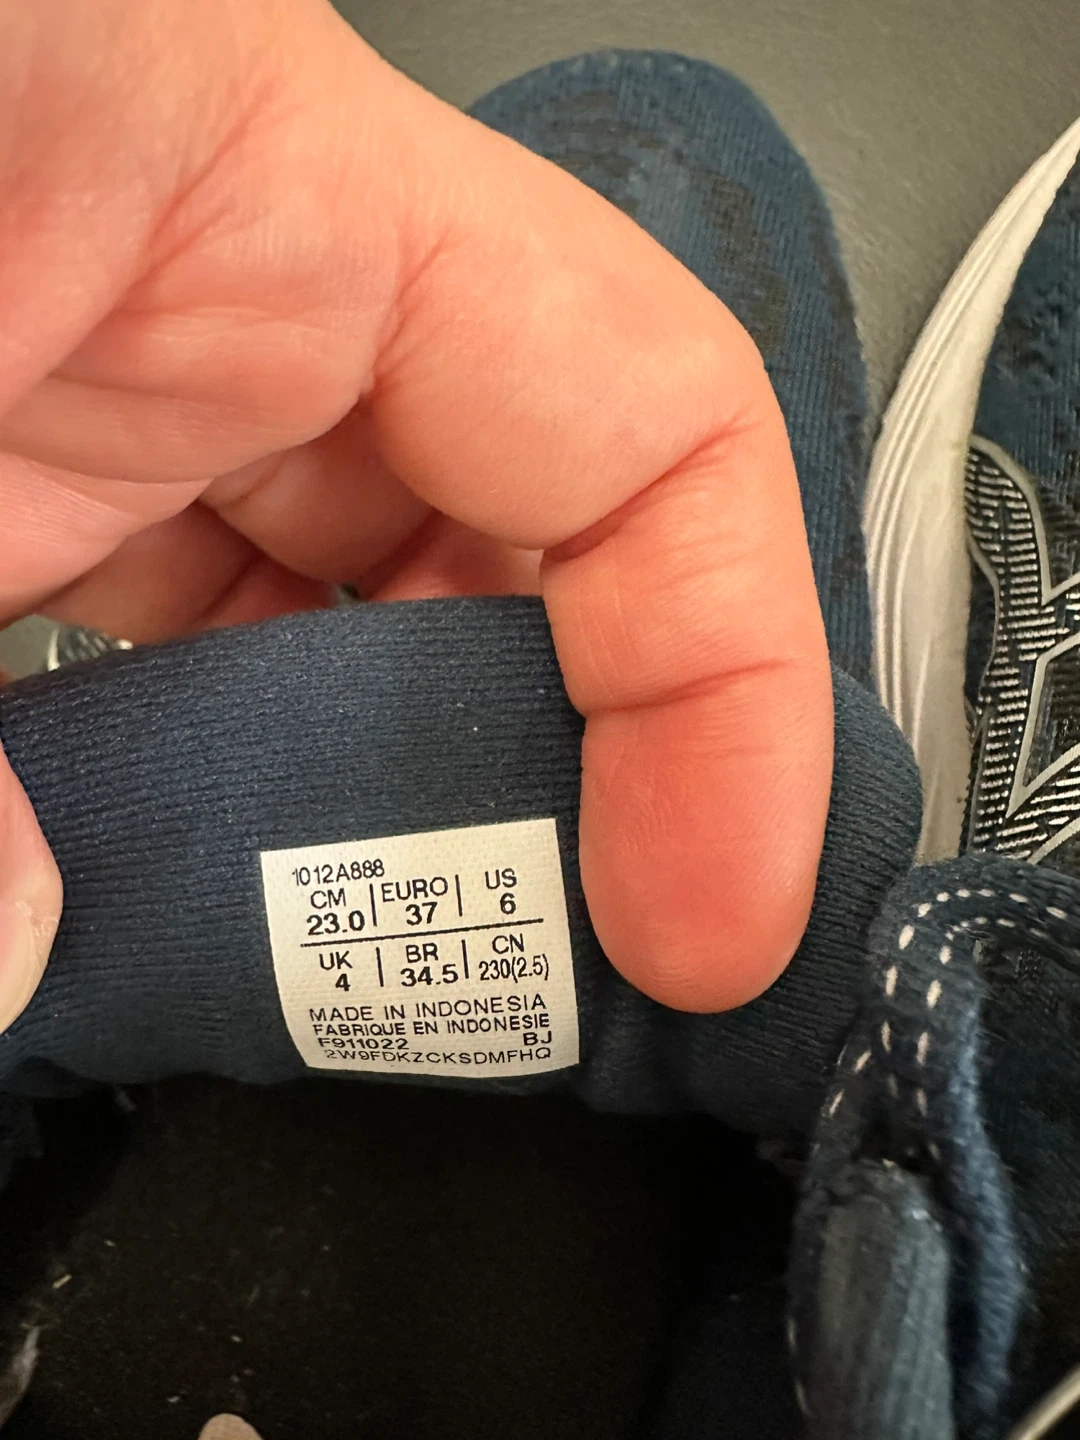 1012A888
CM | EURO | US
23.0 | 37 | 6
UK | BR | CN
4 | 34.5 | 230(2.5)
MADE IN INDONESIA
FABRIQUE EN INDONESIE
F911022 BJ
2W9FDKZCKSDMFHQ